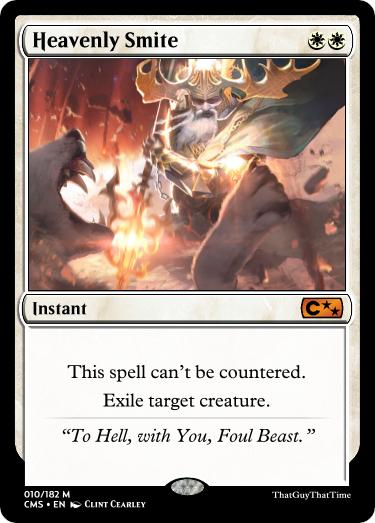 Heavenly Smite
Instant
C
This spell can't be countered.
Exile target creature.
“To Hell, with You, Foul Beast.”
010/182 M
CMS • EN Clint Cearley
ThatGuyThatTime